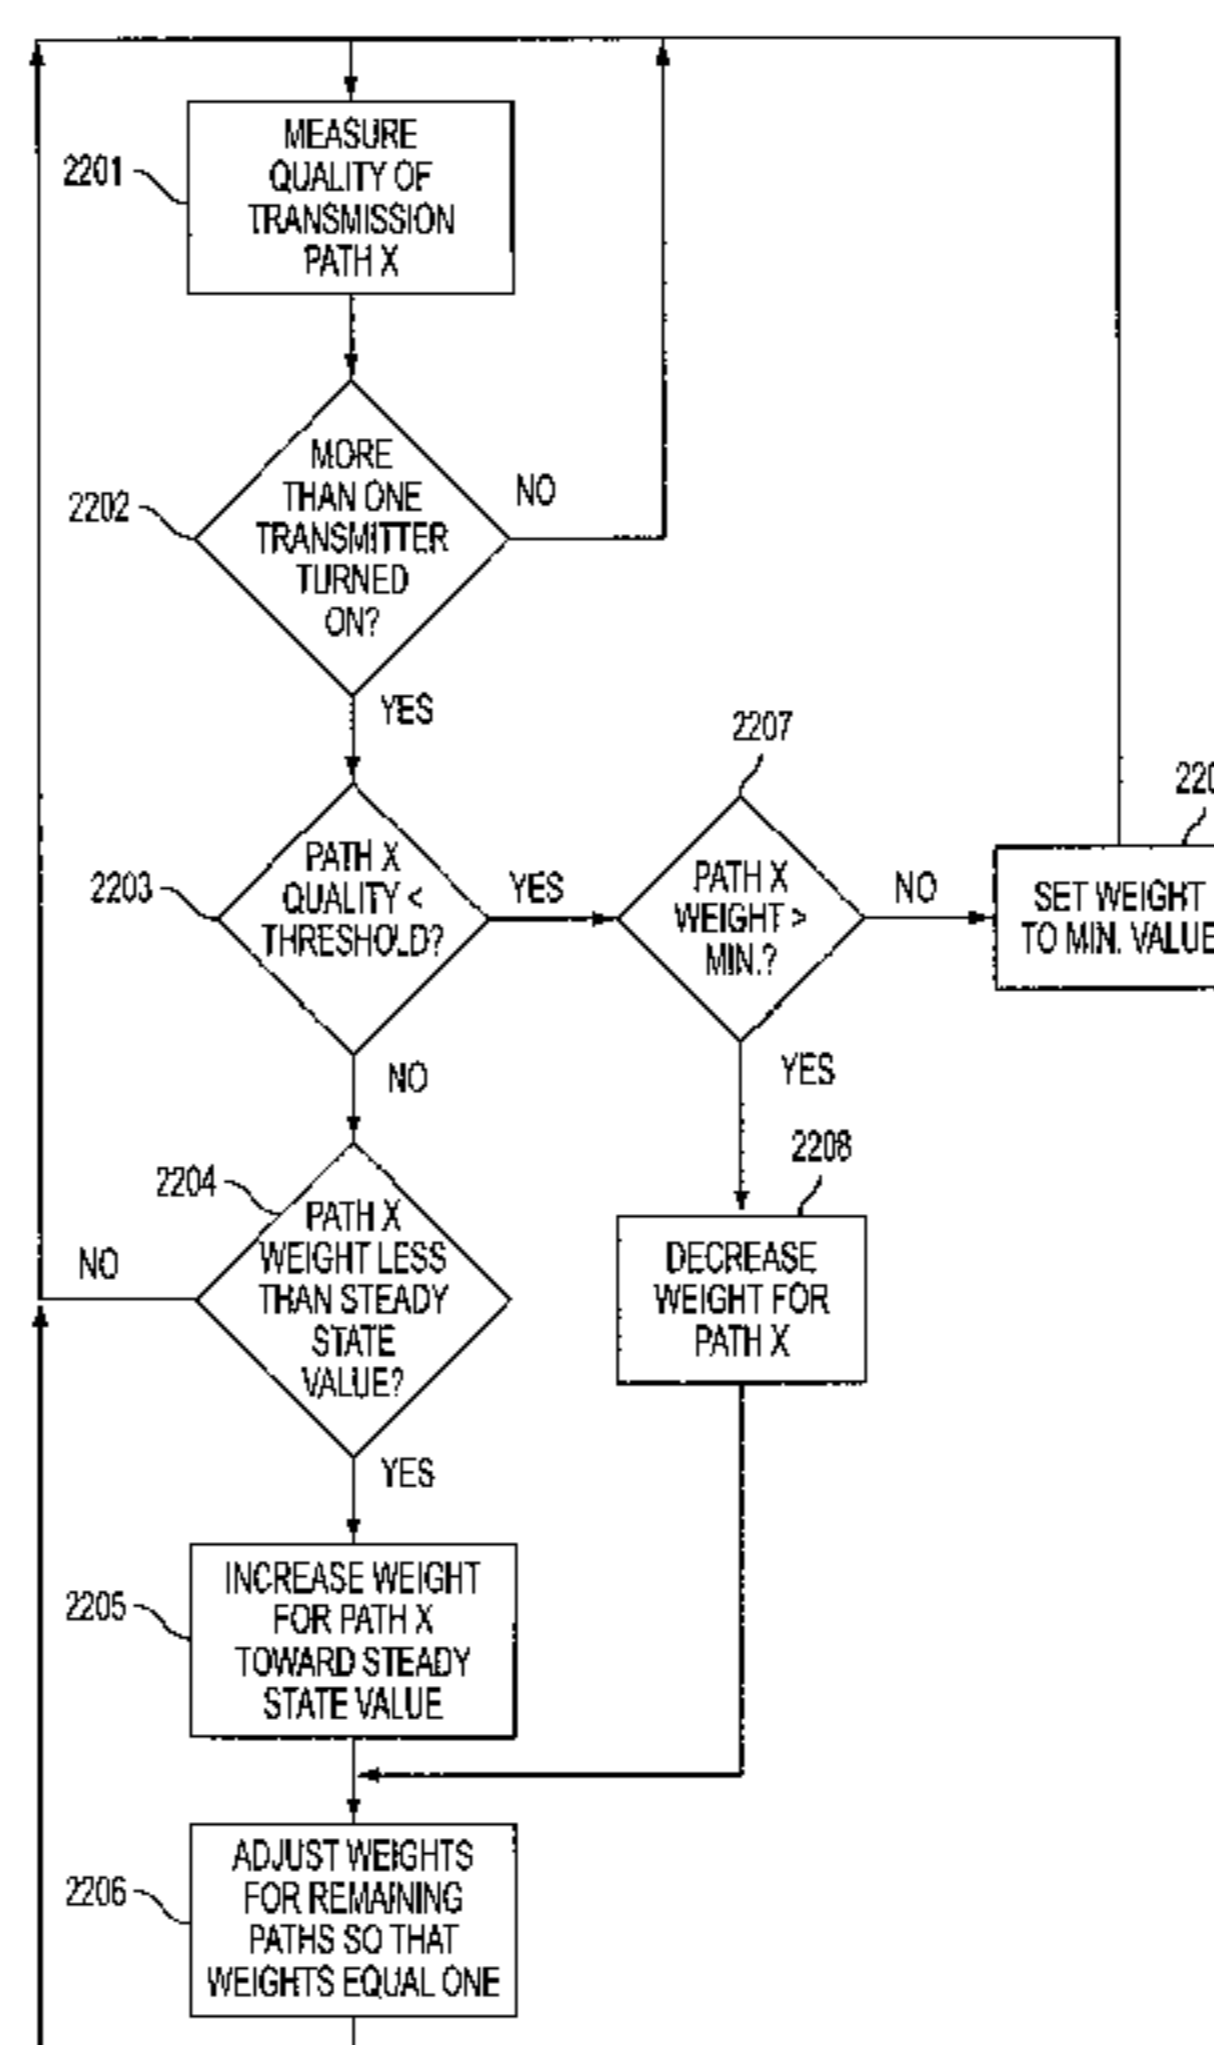 2201
MEASURE
QUALITY OF
TRANSMISSION
PATH X
2202
MORE
THAN ONE
TRANSMITTER
TURNED
ON?
NO
YES
2203
PATH X
QUALITY <
THRESHOLD?
YES
2207
PATH X
WEIGHT >
MIN.?
NO
220
SET WEIGHT
TO MIN. VALUE
NO
YES
2204
PATH X
WEIGHT LESS
THAN STEADY
STATE
VALUE?
NO
2208
DECREASE
WEIGHT FOR
PATH X
YES
2205
INCREASE WEIGHT
FOR PATH X
TOWARD STEADY
STATE VALUE
2206
ADJUST WEIGHTS
FOR REMAINING
PATHS SO THAT
WEIGHTS EQUAL ONE